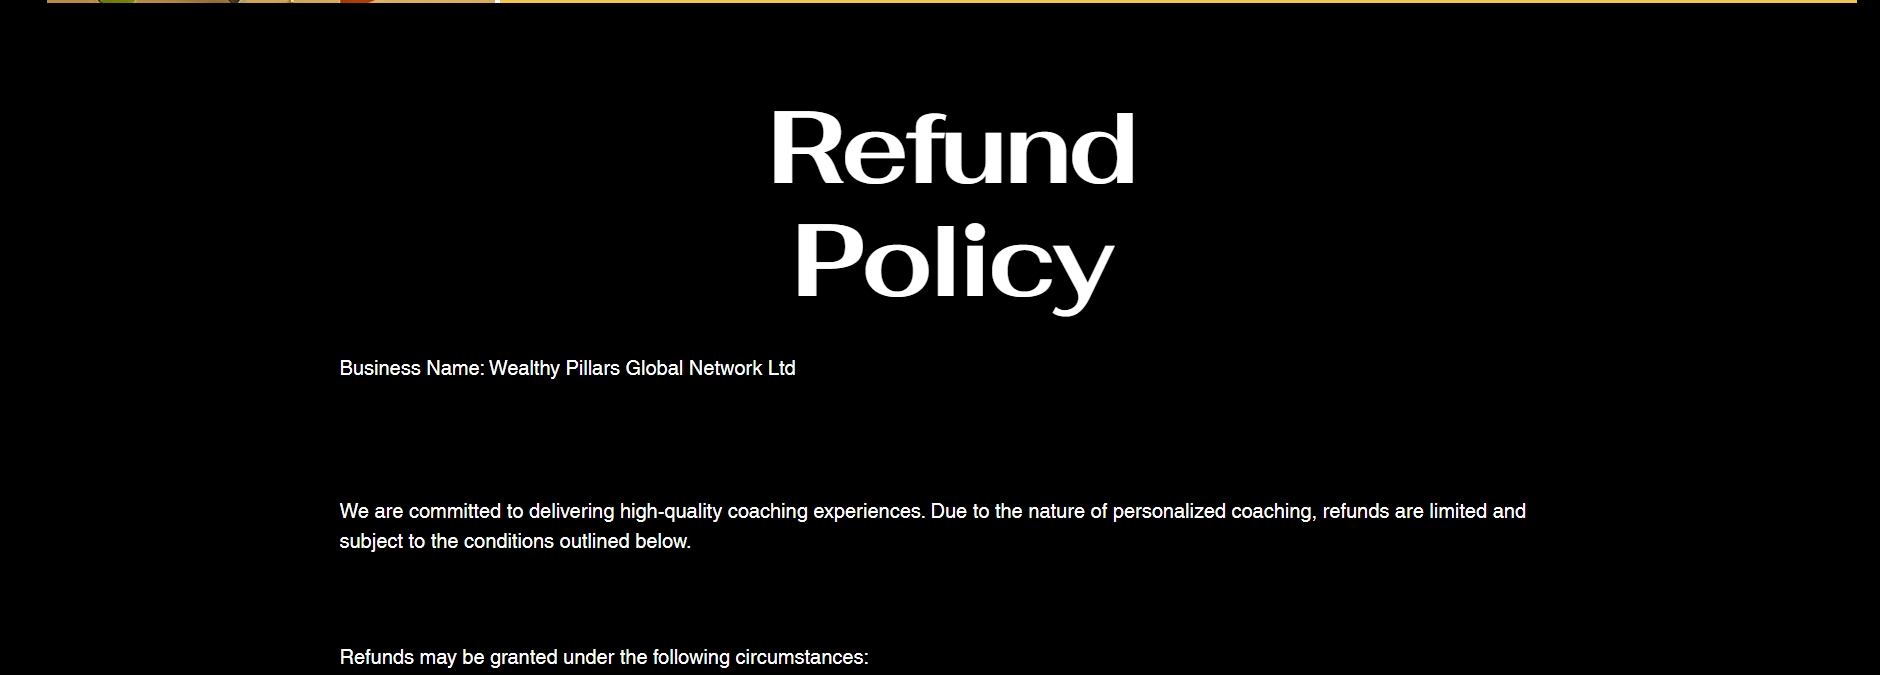 Refund
Policy
Business Name: Wealthy Pillars Global Network Ltd
We are committed to delivering high-quality coaching experiences. Due to the nature of personalized coaching, refunds are limited and
subject to the conditions outlined below.
Refunds may be granted under the following circumstances: